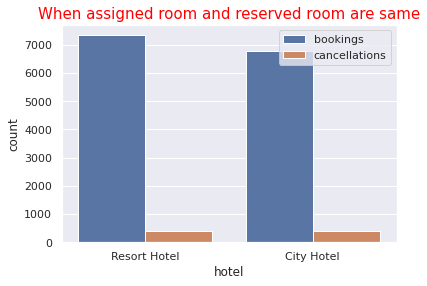 When assigned room and reserved room are same
bookings
cancellations
7000
6000
5000
4000
3000
2000
1000
0
count
Resort Hotel
City Hotel
hotel